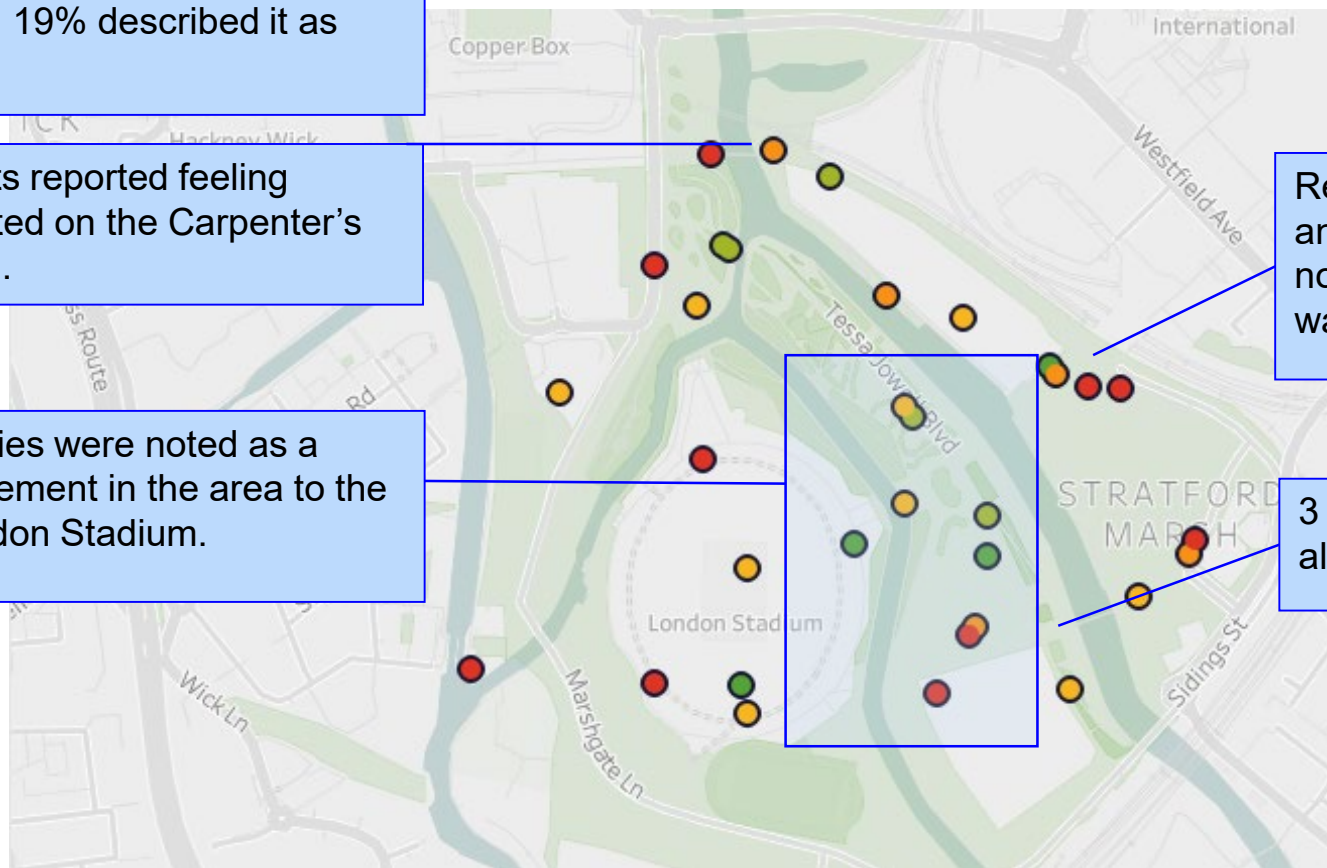 19% described it as
Copper Box
International
Hackney Wick
ts reported feeling
ted on the Carpenter's
.
Westfield Ave
Re
an
no
wa
ss Route
Rd
Tessa Jowell Blvd
ies were noted as a
ement in the area to the
don Stadium.
STRATFORD
MARSH
3
al
London Stadium
Wick Ln
Marshgate Ln
Sidings St